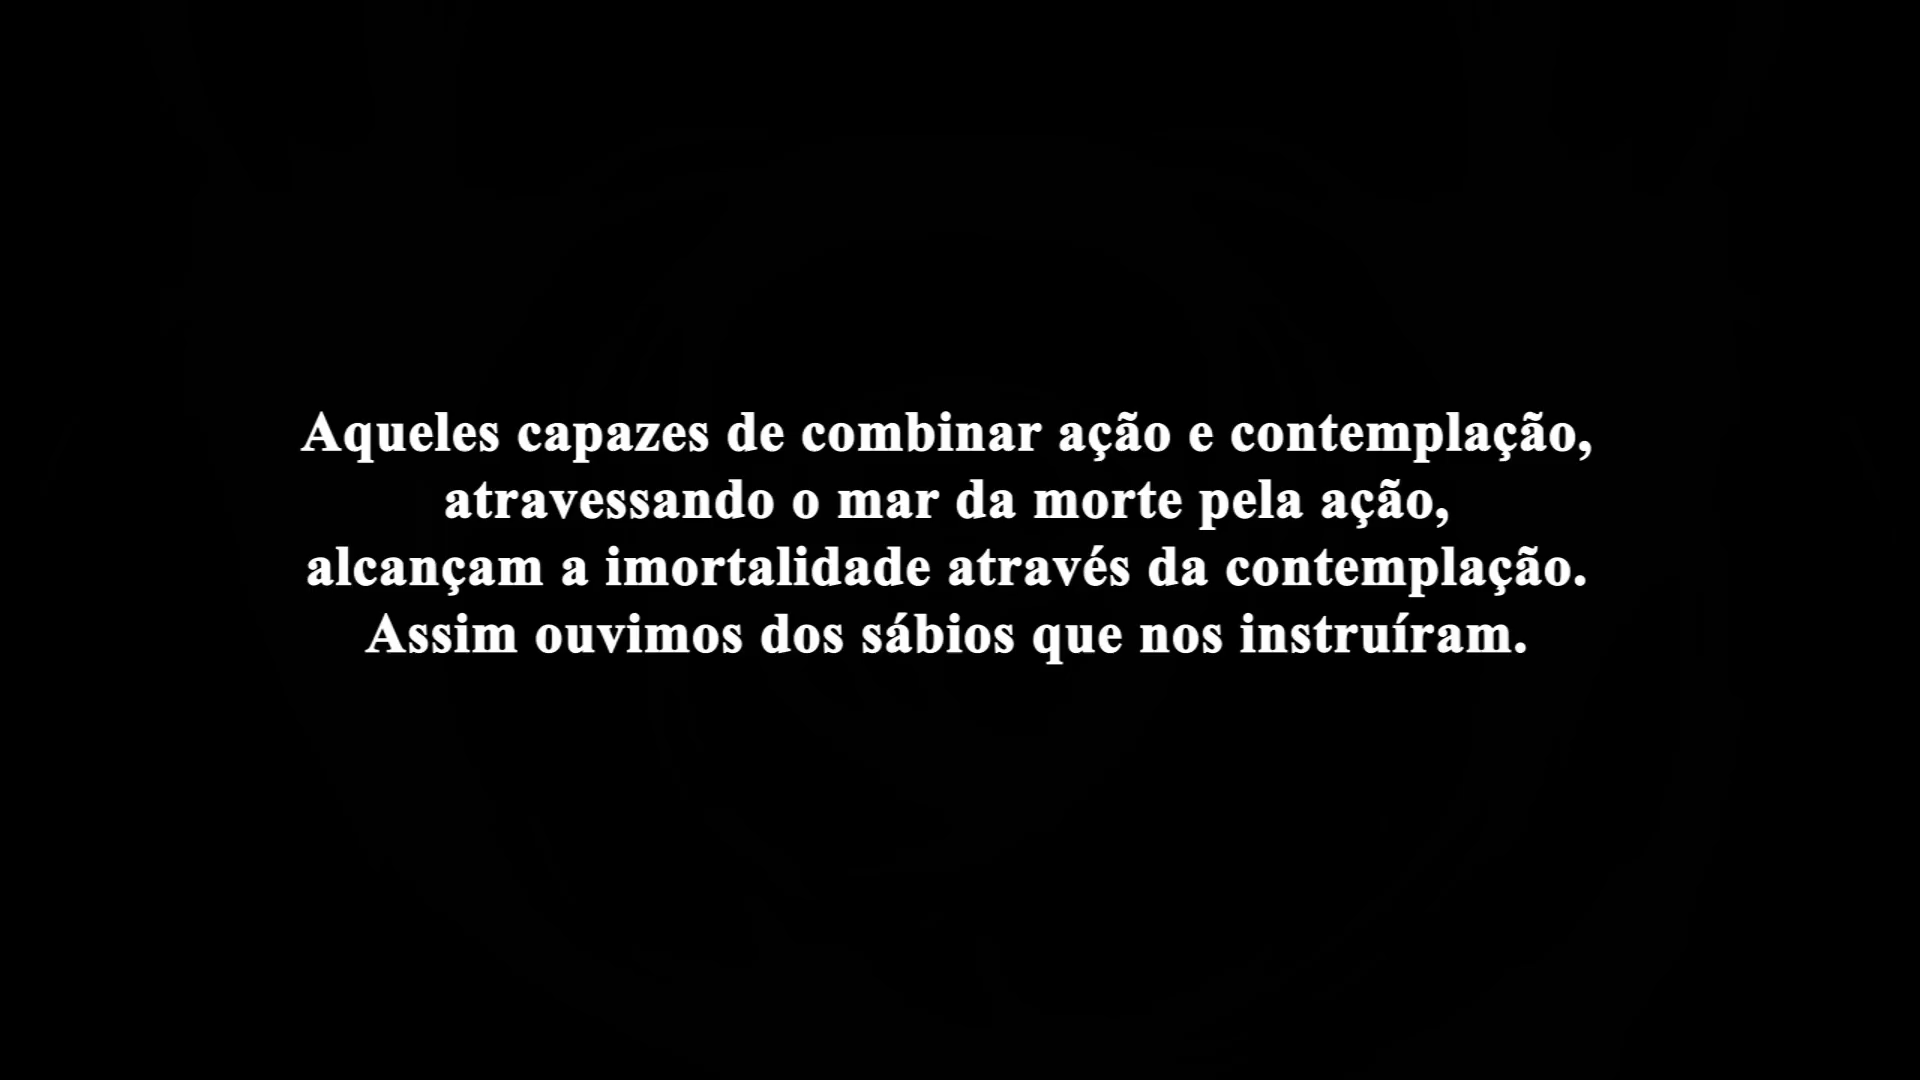 Aqueles capazes de combinar ação e contemplação,
atravessando o mar da morte pela ação,
alcançam a imortalidade através da contemplação.
Assim ouvimos dos sábios que nos instruíram.